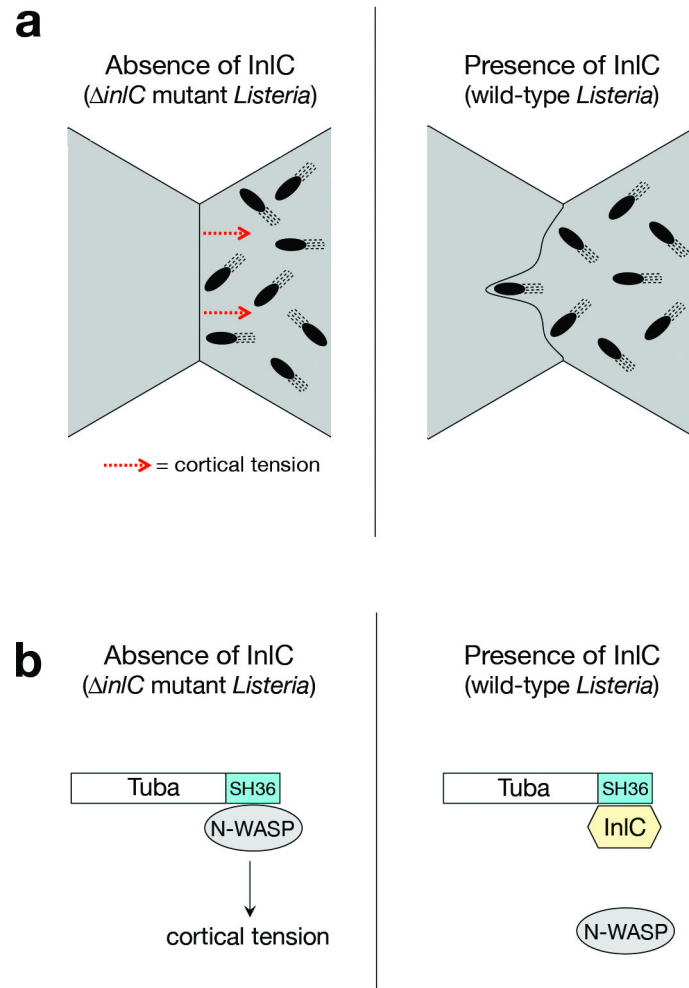 a
Absence of InlC
(ΔinlC mutant Listeria)
Presence of InlC
(wild-type Listeria)
= cortical tension
b
Absence of InlC
(ΔinlC mutant Listeria)
Presence of InlC
(wild-type Listeria)
Tuba SH36
N-WASP
cortical tension
Tuba SH36
InlC
N-WASP